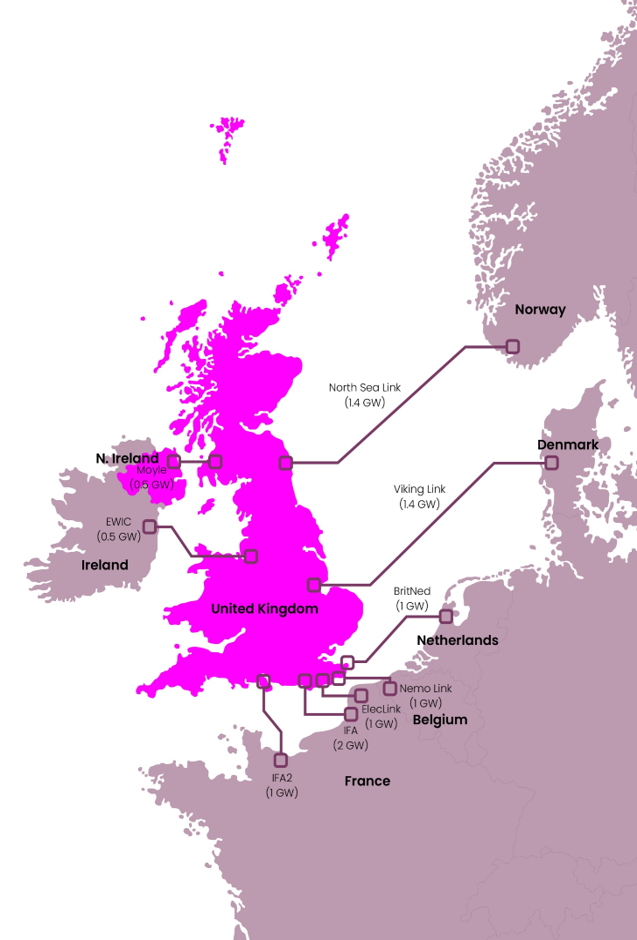 Norway
North Sea Link
(1.4 GW)
Denmark
N. Ireland
Moyle
(0.5 GW)
Viking Link
(1.4 GW)
EWIC
(0.5 GW)
Ireland
BritNed
(1 GW)
United Kingdom
Netherlands
Nemo Link
(1 GW)
ElecLink
(1 GW)
Belgium
IFA
(2 GW)
IFA2
(1 GW)
France